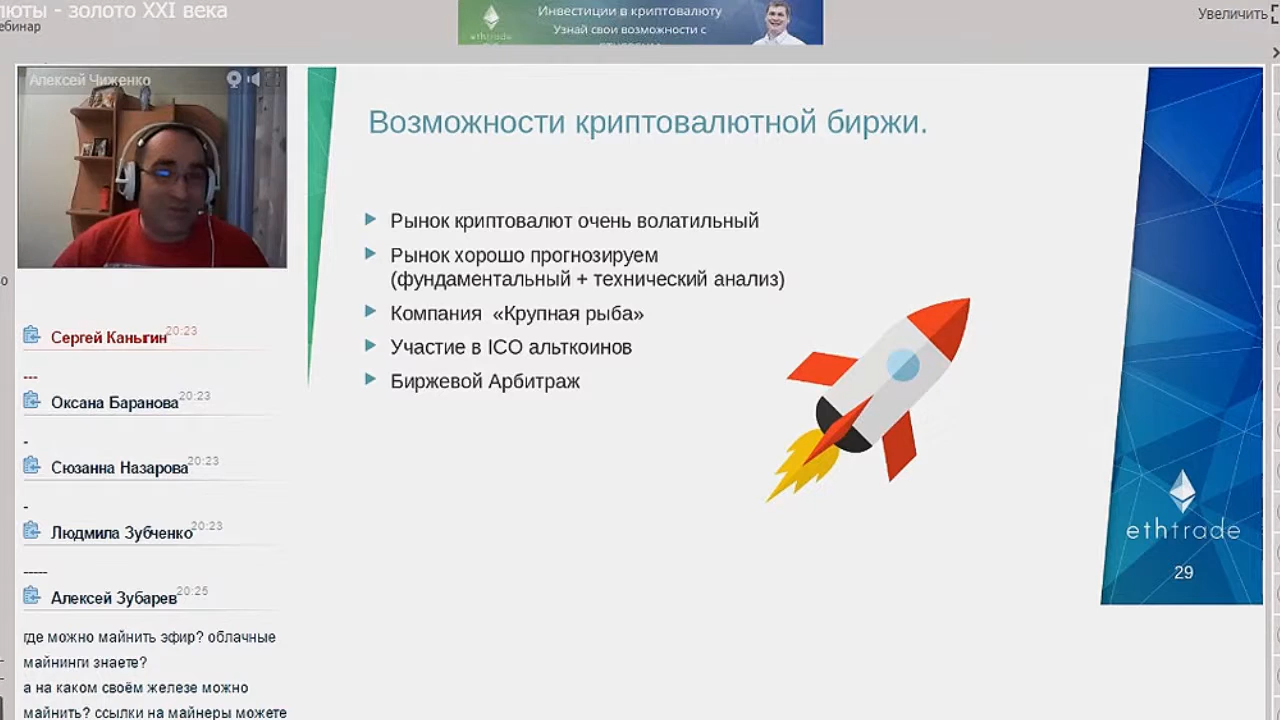 люты - золото XXI века
ебинар
ethtrade
Инвестиции в криптовалюту
Узнай свои возможности с
Увеличить
Алексей Чиженко
Возможности криптовалютной биржи.
Рынок криптовалют очень волатильный
Рынок хорошо прогнозируем
(фундаментальный + технический анализ)
Компания «Крупная рыба»
Участие в ICO альткоинов
Биржевой Арбитраж
ethtrade
29
Сергей Каньгин 20:23
---
Оксана Баранова 20:23
-
Сюзанна Назарова 20:23
-
Людмила Зубченко 20:23
-----
Алексей Зубарев 20:25
где можно майнить эфир? облачные
майнинги знаете?
а на каком своём железе можно
майнить? ссылки на майнеры можете